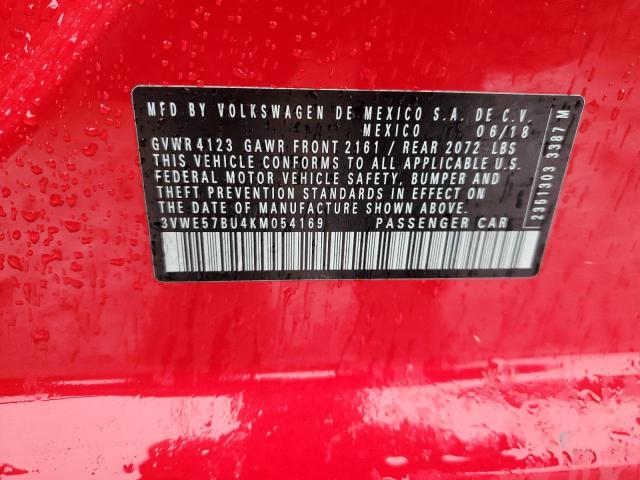 MFD BY VOLKSWAGEN DE MEXICO S.A. DE C.V.
MEXICO 06/18
GVWR 4123 GAWR FRONT 2161 / REAR 2072 LBS
THIS VEHICLE CONFORMS TO ALL APPLICABLE U.S.
FEDERAL MOTOR VEHICLE SAFETY, BUMPER AND
THEFT PREVENTION STANDARDS IN EFFECT ON
THE DATE OF MANUFACTURE SHOWN ABOVE.
3VWE57BU4KM054169 PASSENGER CAR
2361303 3387 M